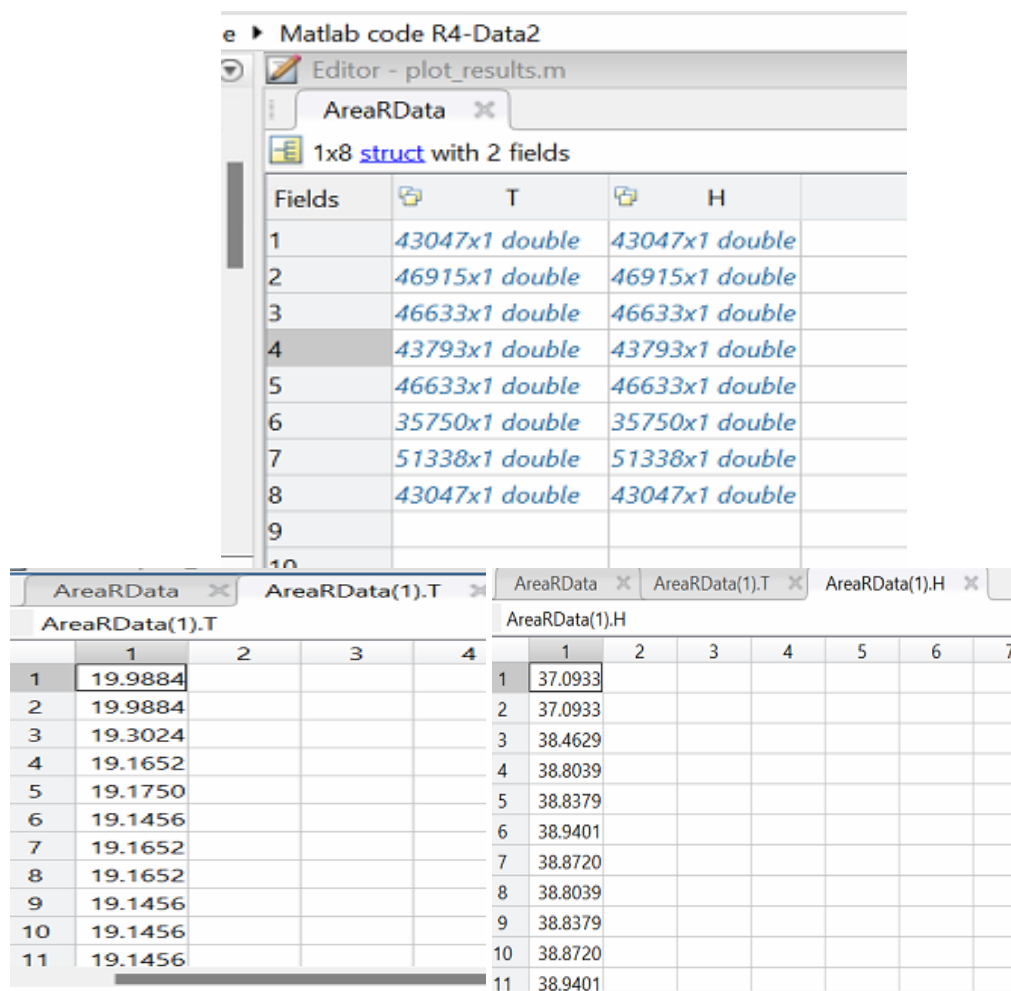 e ▶ Matlab code R4-Data2
Editor - plot_results.m
AreaRData
1x8 struct with 2 fields
Fields T H
1 43047x1 double 43047x1 double
2 46915x1 double 46915x1 double
3 46633x1 double 46633x1 double
4 43793x1 double 43793x1 double
5 46633x1 double 46633x1 double
6 35750x1 double 35750x1 double
7 51338x1 double 51338x1 double
8 43047x1 double 43047x1 double
9
10
AreaRData AreaRData(1).T
AreaRData(1).T
1 2 3 4
1 19.9884
2 19.9884
3 19.3024
4 19.1652
5 19.1750
6 19.1456
7 19.1652
8 19.1652
9 19.1456
10 19.1456
11 19.1456
AreaRData AreaRData(1).T AreaRData(1).H
AreaRData(1).H
1 2 3 4 5 6 7
1 37.0933
2 37.0933
3 38.4629
4 38.8039
5 38.8379
6 38.9401
7 38.8720
8 38.8039
9 38.8379
10 38.8720
11 38.9401